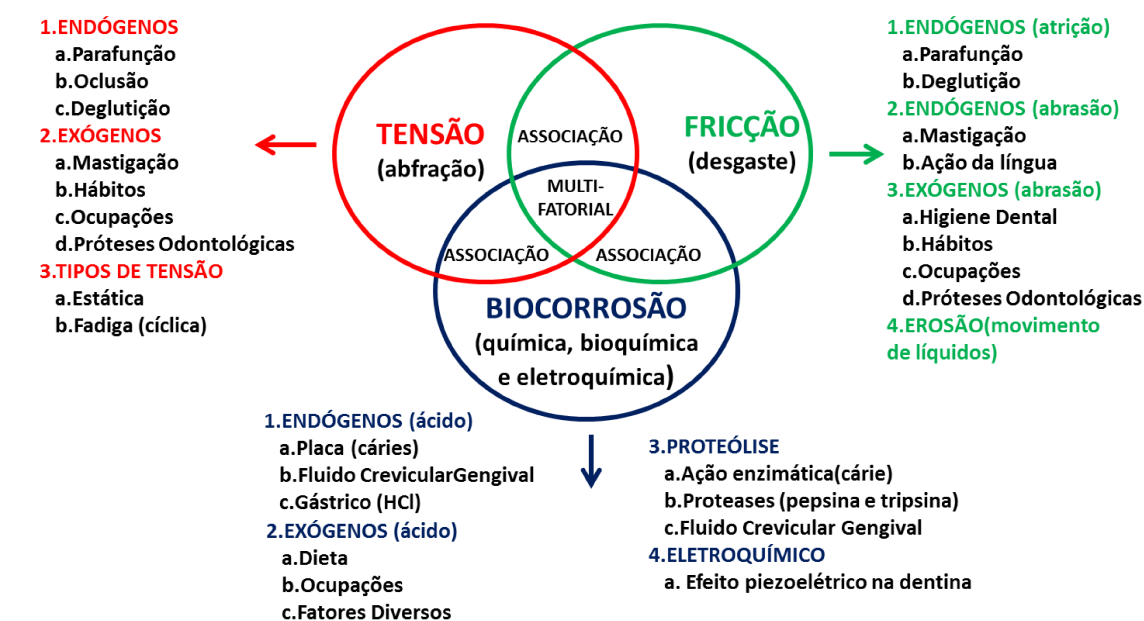 1.ENDÓGENOS
a.Parafunção
b.Oclusão
c.Deglutição
2.EXÓGENOS
a.Mastigação
b.Hábitos
c.Ocupações
d.Próteses Odontológicas
3.TIPOS DE TENSÃO
a.Estática
b.Fadiga (cíclica)
TENSÃO
(abfração)
ASSOCIAÇÃO
FRICÇÃO
(desgaste)
MULTI-
FATORIAL
ASSOCIAÇÃO
ASSOCIAÇÃO
BIOCORROSÃO
(química, bioquímica
e eletroquímica)
1.ENDÓGENOS (atrição)
a.Parafunção
b.Deglutição
2.ENDÓGENOS (abrasão)
a.Mastigação
b.Ação da língua
3.EXÓGENOS (abrasão)
a.Higiene Dental
b.Hábitos
c.Ocupações
d.Próteses Odontológicas
4.EROSÃO(movimento
de líquidos)
1.ENDÓGENOS (ácido)
a.Placa (cáries)
b.Fluido CrevicularGengival
c.Gástrico (HCl)
2.EXÓGENOS (ácido)
a.Dieta
b.Ocupações
c.Fatores Diversos
3.PROTEÓLISE
a.Ação enzimática(cárie)
b.Proteases (pepsina e tripsina)
c.Fluido Crevicular Gengival
4.ELETROQUÍMICO
a. Efeito piezoelétrico na dentina